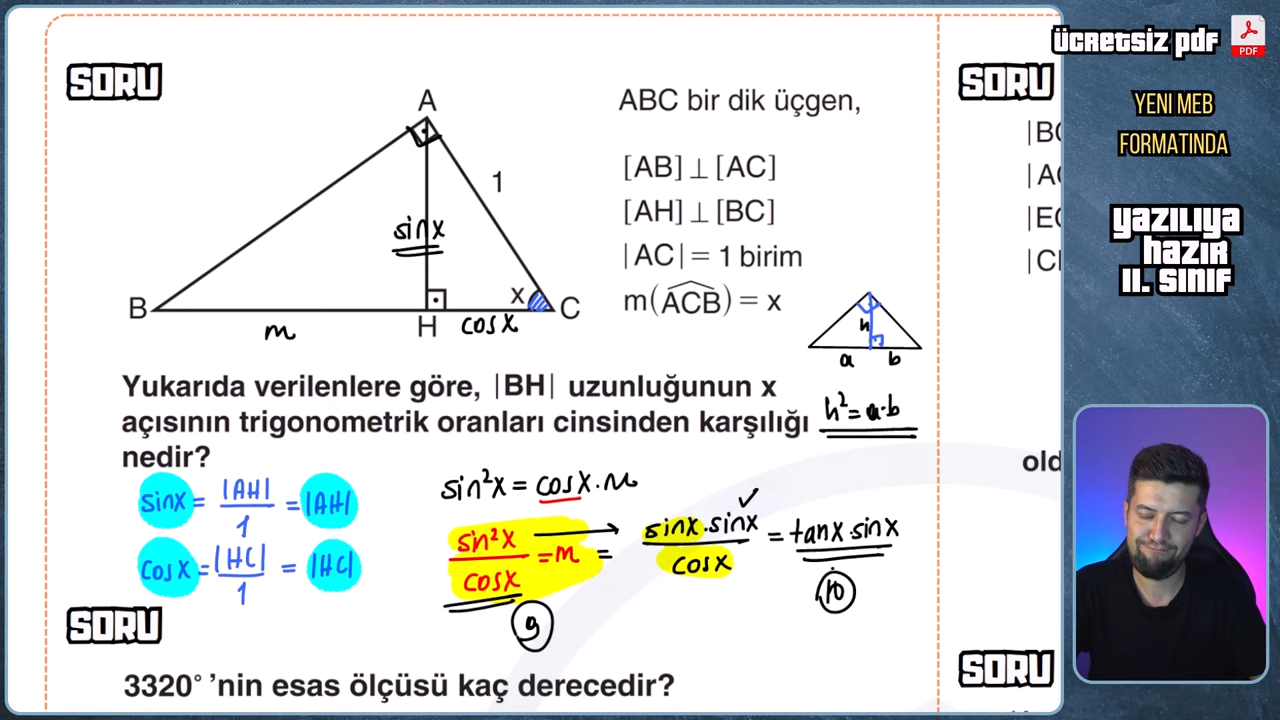 SORU
A
1
sinx
x
B
H
C
m
cosx
ABC bir dik üçgen,
[AB] ⊥ [AC]
[AH] ⊥ [BC]
|AC| = 1 birim
m(ACB) = x
h
a b
h² = a·b
Yukarıda verilenlere göre, |BH| uzunluğunun x
açısının trigonometrik oranları cinsinden karşılığı
nedir?
sinx = |AH|/1 = |AH|
cosx = |HC|/1 = |HC|
sin²x = cosx·m
sin²x/cosx = m = sinx·sinx/cosx = tanx·sinx
9
10
SORU
3320° 'nin esas ölçüsü kaç derecedir?
SORU
|BC
|AC
|EC
|CI
old
SORU
ücretsiz pdf
PDF
YENI MEB
FORMATINDA
yazılıya
hazır
11. sınıf